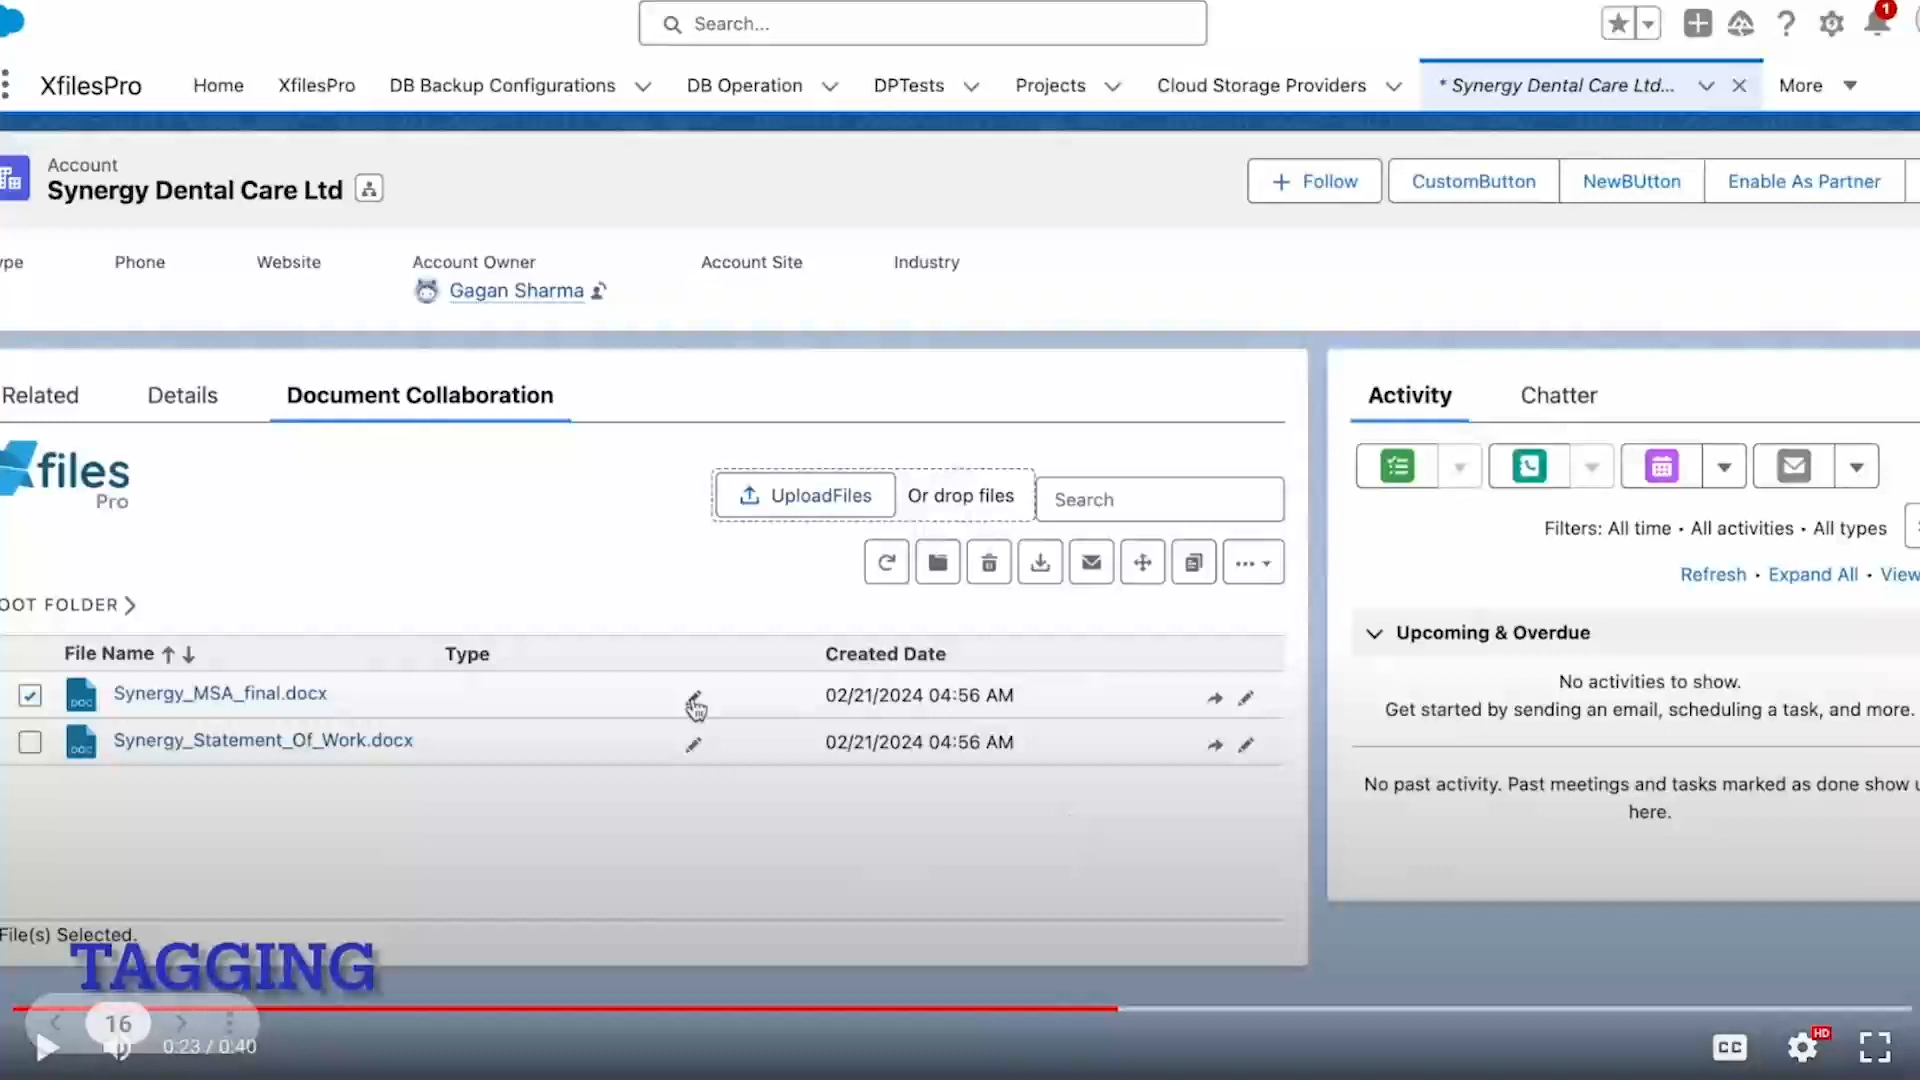 Search...
1
XfilesPro Home XfilesPro DB Backup Configurations DB Operation DPTests Projects Cloud Storage Providers * Synergy Dental Care Ltd... More
Account
Synergy Dental Care Ltd
Follow CustomButton NewBUtton Enable As Partner
ype Phone Website Account Owner Account Site Industry
Gagan Sharma
Related Details Document Collaboration
files
Pro
UploadFiles Or drop files Search
OOT FOLDER
File Name Type Created Date
DOC Synergy_MSA_final.docx 02/21/2024 04:56 AM
DOC Synergy_Statement_Of_Work.docx 02/21/2024 04:56 AM
File(s) Selected.
Activity Chatter
Filters: All time • All activities • All types
Refresh • Expand All • View
Upcoming & Overdue
No activities to show.
Get started by sending an email, scheduling a task, and more.
No past activity. Past meetings and tasks marked as done show u
here.
TAGGING
16
0:23 / 0:40
CC HD